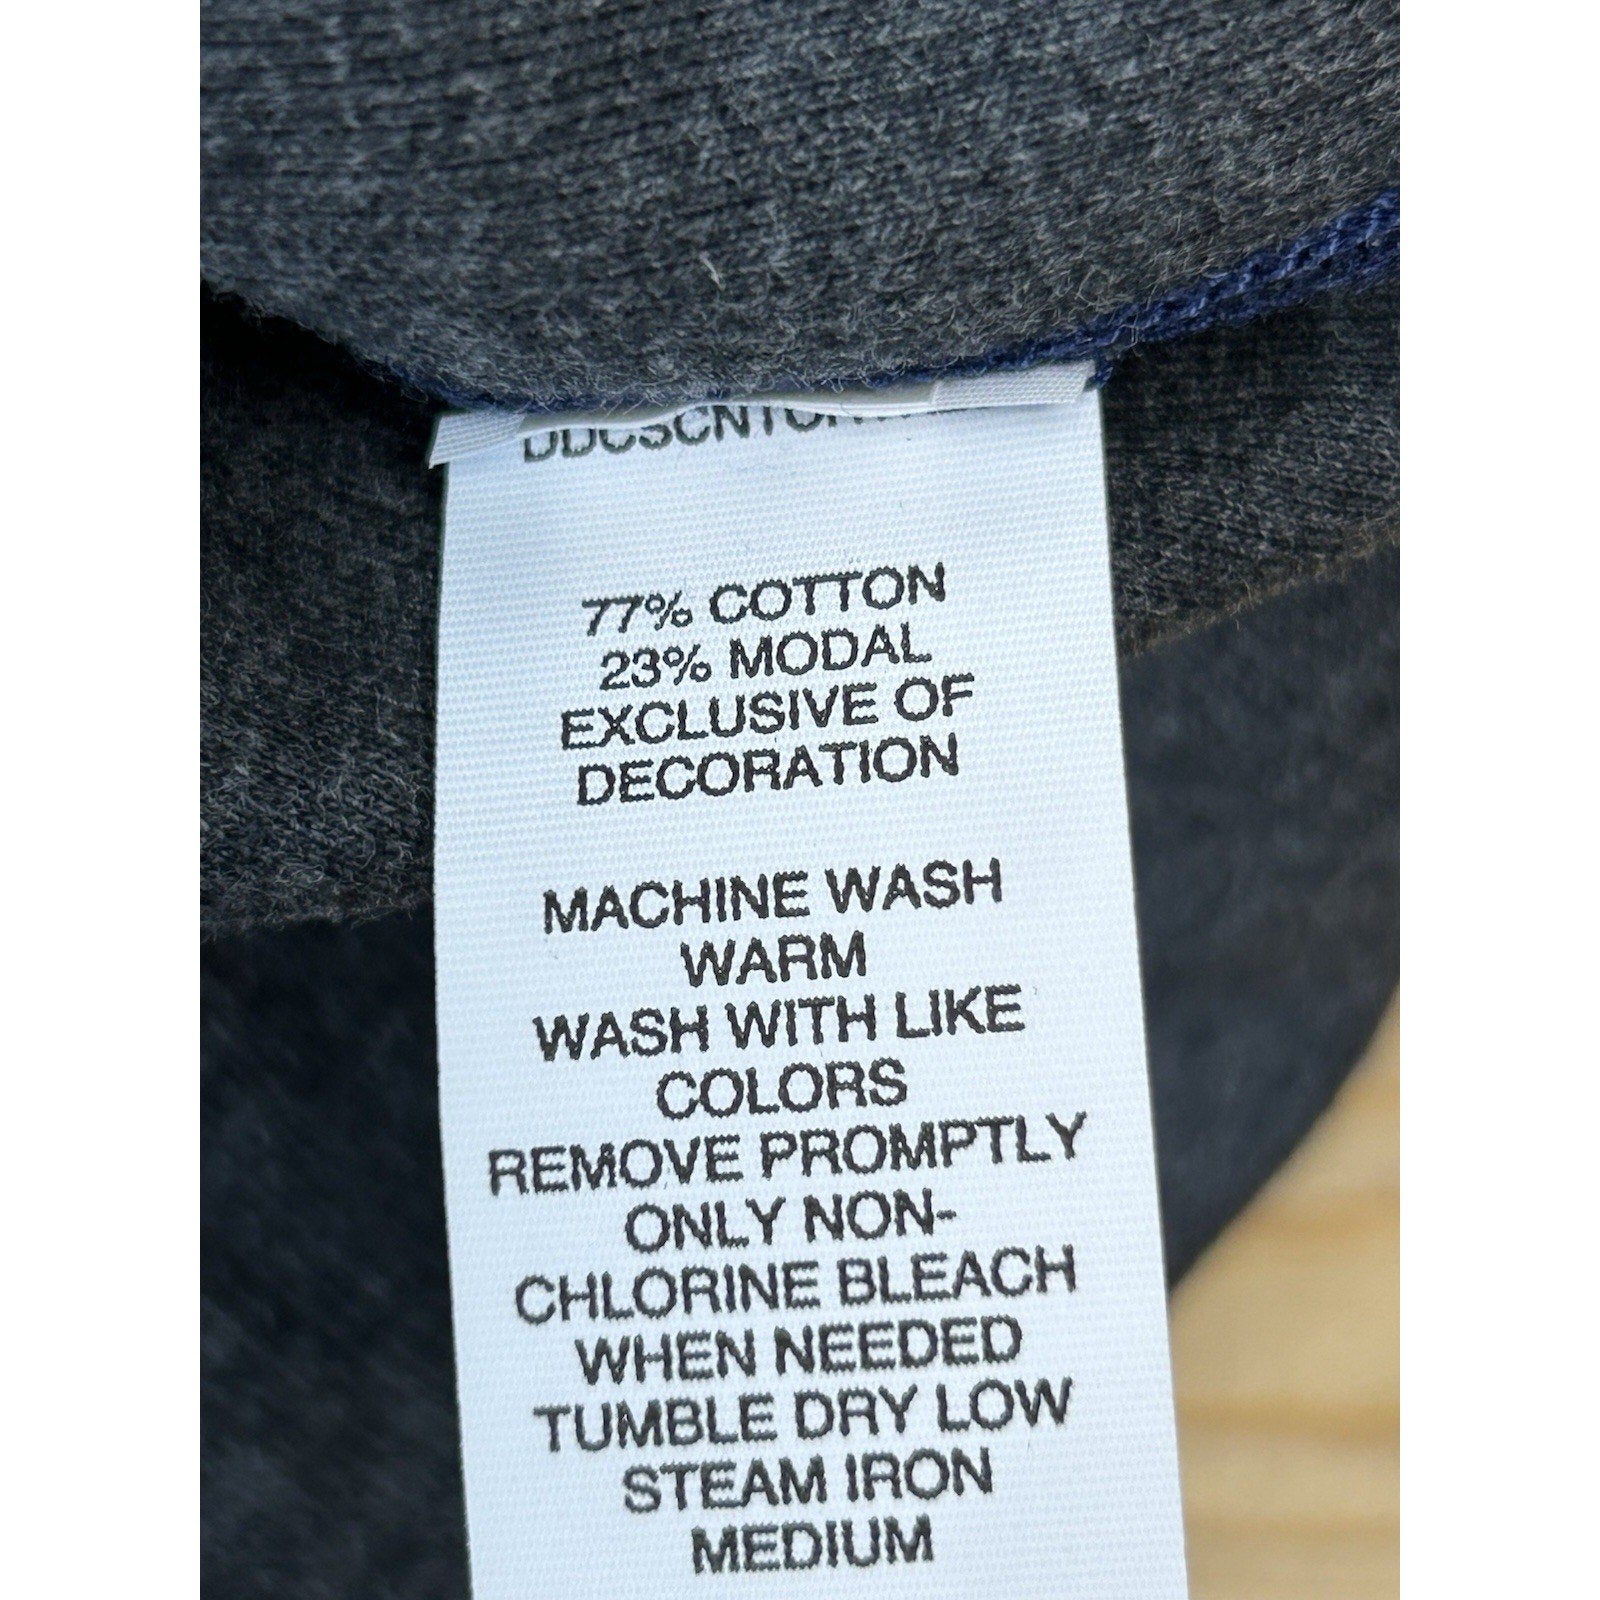 77% COTTON
23% MODAL
EXCLUSIVE OF
DECORATION
MACHINE WASH
WARM
WASH WITH LIKE
COLORS
REMOVE PROMPTLY
ONLY NON-
CHLORINE BLEACH
WHEN NEEDED
TUMBLE DRY LOW
STEAM IRON
MEDIUM